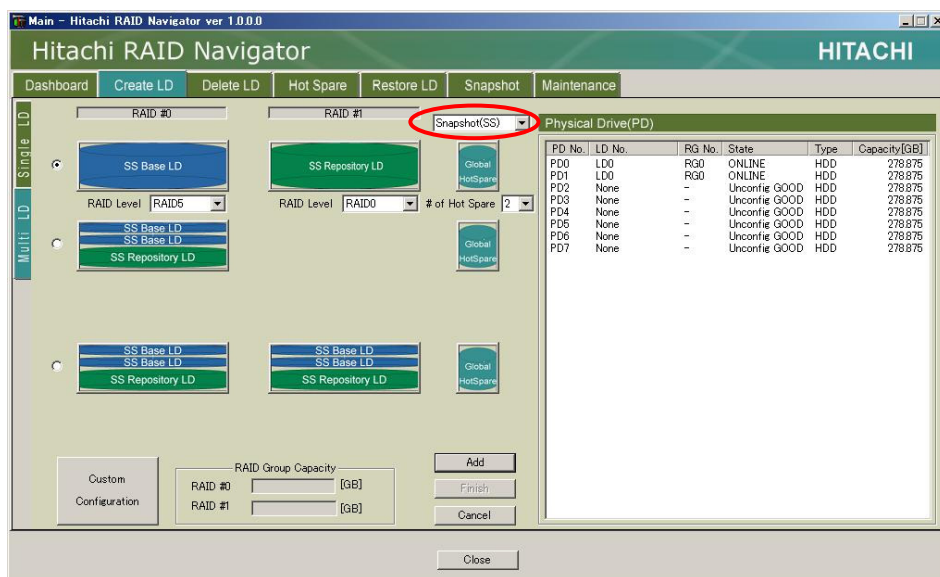 Main - Hitachi RAID Navigator ver 1.0.0.0
Hitachi RAID Navigator
HITACHI
Dashboard Create LD Delete LD Hot Spare Restore LD Snapshot Maintenance
Single LD
Multi LD
RAID #0 RAID #1 Snapshot(SS)
SS Base LD SS Repository LD Global HotSpare
RAID Level RAID5 RAID Level RAID0 # of Hot Spare 2
SS Base LD
SS Base LD
SS Repository LD
Global HotSpare
SS Base LD SS Base LD
SS Base LD SS Base LD
SS Repository LD SS Repository LD
Global HotSpare
Custom Configuration
RAID Group Capacity
RAID #0 [GB]
RAID #1 [GB]
Add
Finish
Cancel
Physical Drive(PD)
PD No. LD No. RG No. State Type Capacity[GB]
PD0 LD0 RG0 ONLINE HDD 278.875
PD1 LD0 RG0 ONLINE HDD 278.875
PD2 None - Unconfig GOOD HDD 278.875
PD3 None - Unconfig GOOD HDD 278.875
PD4 None - Unconfig GOOD HDD 278.875
PD5 None - Unconfig GOOD HDD 278.875
PD6 None - Unconfig GOOD HDD 278.875
PD7 None - Unconfig GOOD HDD 278.875
Close